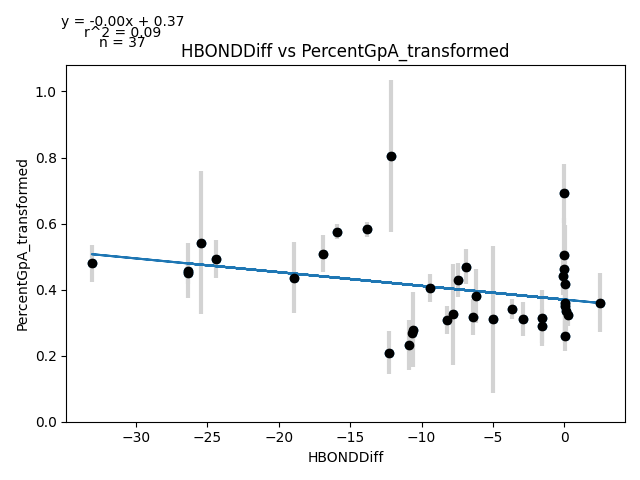 y = -0.00x + 0.37
r^2 = 0.09
n = 37
HBONDDiff vs PercentGpA_transformed
1.0
0.8
0.6
0.4
0.2
0.0
PercentGpA_transformed
−30
−25
−20
−15
−10
−5
0
HBONDDiff